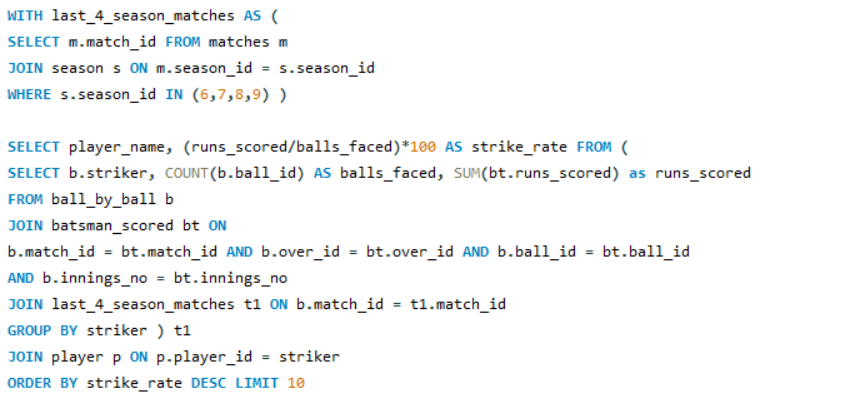 WITH last_4_season_matches AS (
SELECT m.match_id FROM matches m
JOIN season s ON m.season_id = s.season_id
WHERE s.season_id IN (6,7,8,9) )
SELECT player_name, (runs_scored/balls_faced)*100 AS strike_rate FROM (
SELECT b.striker, COUNT(b.ball_id) AS balls_faced, SUM(bt.runs_scored) as runs_scored
FROM ball_by_ball b
JOIN batsman_scored bt ON
b.match_id = bt.match_id AND b.over_id = bt.over_id AND b.ball_id = bt.ball_id
AND b.innings_no = bt.innings_no
JOIN last_4_season_matches t1 ON b.match_id = t1.match_id
GROUP BY striker ) t1
JOIN player p ON p.player_id = striker
ORDER BY strike_rate DESC LIMIT 10